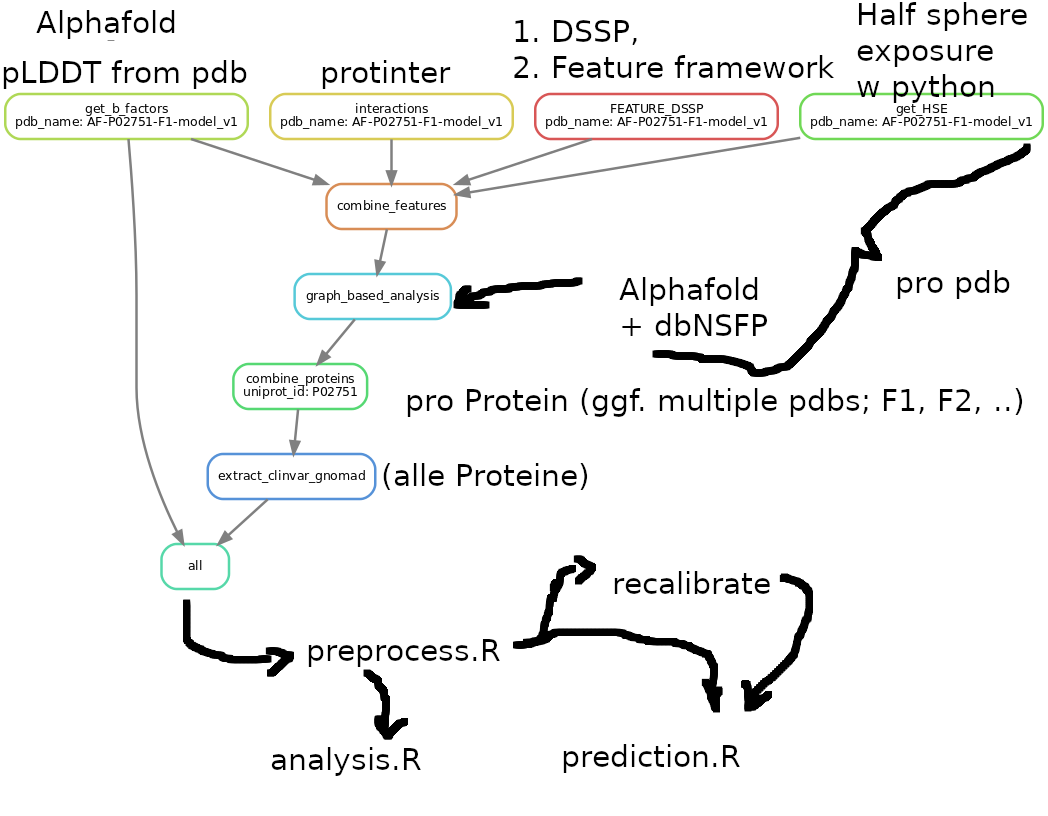 Alphafold
pLDDT from pdb
protinter
1. DSSP,
2. Feature framework
Half sphere
exposure
w python
get_b_factors
pdb_name: AF-P02751-F1-model_v1
interactions
pdb_name: AF-P02751-F1-model_v1
FEATURE_DSSP
pdb_name: AF-P02751-F1-model_v1
get_HSE
pdb_name: AF-P02751-F1-model_v1
combine_features
graph_based_analysis
Alphafold
+ dbNSFP
pro pdb
combine_proteins
uniprot_id: P02751
pro Protein (ggf. multiple pdbs; F1, F2, ..)
extract_clinvar_gnomad
(alle Proteine)
all
recalibrate
preprocess.R
analysis.R
prediction.R